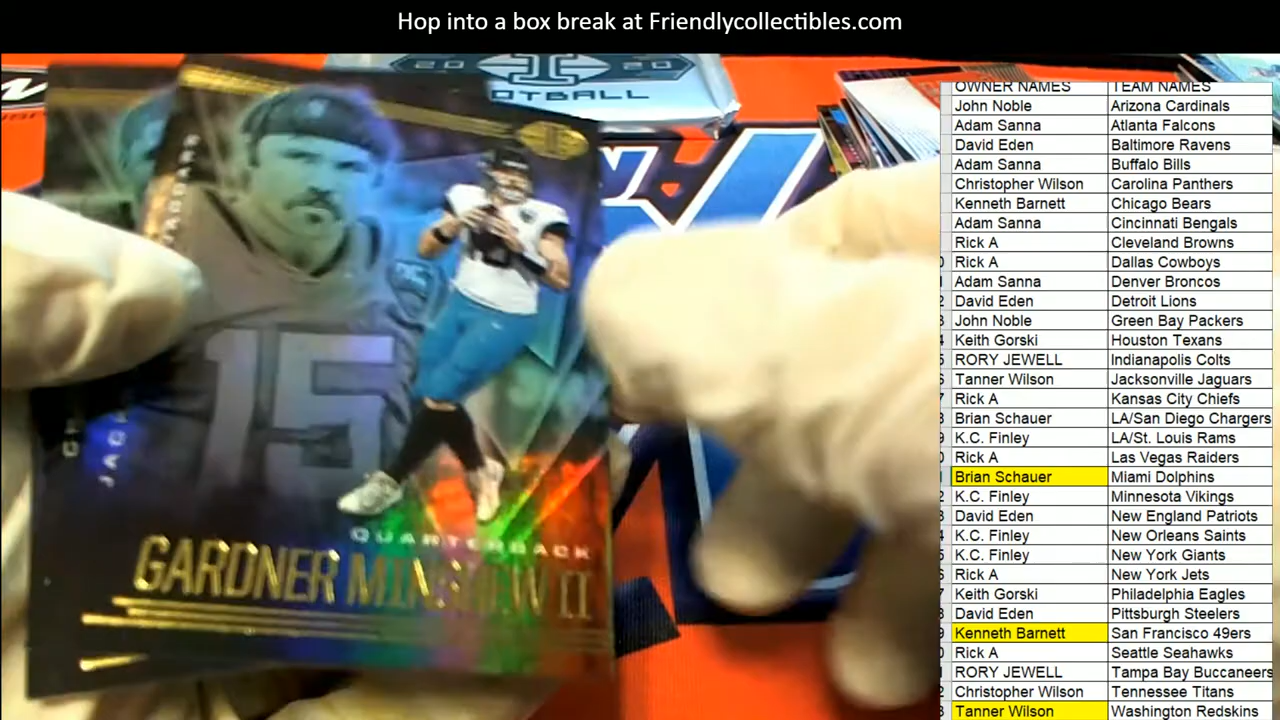 Hop into a box break at Friendlycollectibles.com
20 20
OTBALL
15
QUARTERBACK
GARDNER MINSHEW II
OWNER NAMES TEAM NAMES
John Noble Arizona Cardinals
Adam Sanna Atlanta Falcons
David Eden Baltimore Ravens
Adam Sanna Buffalo Bills
Christopher Wilson Carolina Panthers
Kenneth Barnett Chicago Bears
Adam Sanna Cincinnati Bengals
Rick A Cleveland Browns
Rick A Dallas Cowboys
Adam Sanna Denver Broncos
David Eden Detroit Lions
John Noble Green Bay Packers
Keith Gorski Houston Texans
RORY JEWELL Indianapolis Colts
Tanner Wilson Jacksonville Jaguars
Rick A Kansas City Chiefs
Brian Schauer LA/San Diego Chargers
K.C. Finley LA/St. Louis Rams
Rick A Las Vegas Raiders
Brian Schauer Miami Dolphins
K.C. Finley Minnesota Vikings
David Eden New England Patriots
K.C. Finley New Orleans Saints
K.C. Finley New York Giants
Rick A New York Jets
Keith Gorski Philadelphia Eagles
David Eden Pittsburgh Steelers
Kenneth Barnett San Francisco 49ers
Rick A Seattle Seahawks
RORY JEWELL Tampa Bay Buccaneers
Christopher Wilson Tennessee Titans
Tanner Wilson Washington Redskins